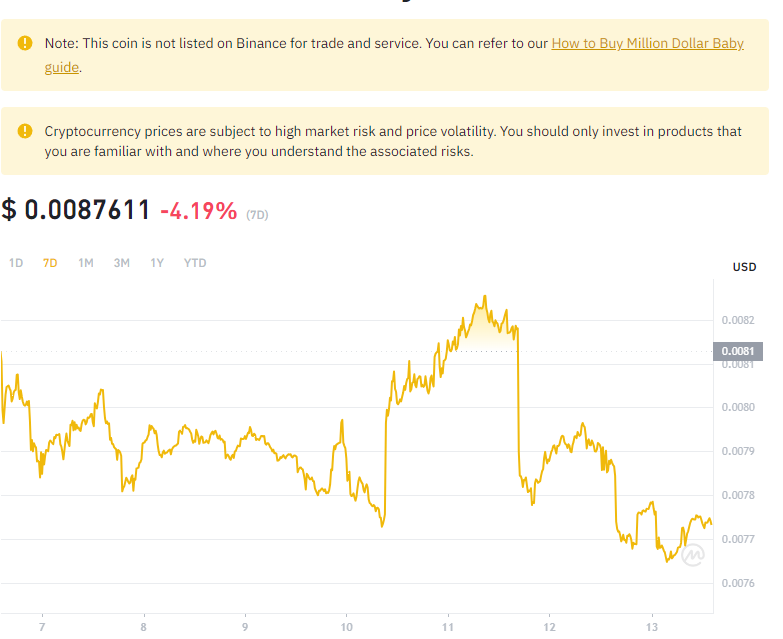 Note: This coin is not listed on Binance for trade and service. You can refer to our How to Buy Million Dollar Baby
guide.
Cryptocurrency prices are subject to high market risk and price volatility. You should only invest in products that
you are familiar with and where you understand the associated risks.
$ 0.0087611 -4.19% (7D)
1D 7D 1M 3M 1Y YTD
USD
0.0082
0.0081
0.0081
0.0080
0.0079
0.0078
0.0077
0.0076
7 8 9 10 11 12 13